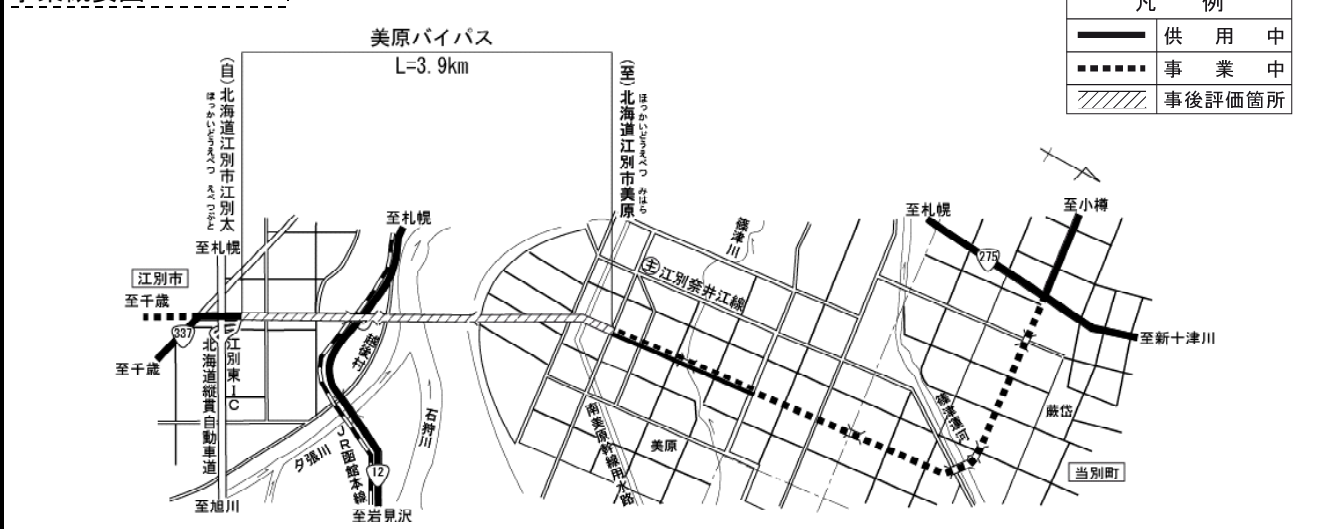 凡 例
供 用 中
事 業 中
事後評価箇所
美原バイパス
L=3.9km
(自)北海道江別市江別太
ほっかいどうえべつ えべつぶと
(至)北海道江別市美原
ほっかいどうえべつ みはら
至札幌
江別市
至千歳
337
至千歳
北海道縦貫自動車道
江別東IC
至旭川
至札幌
越後村
夕張川
JR函館本線
12
至岩見沢
石狩川
篠津川
主 江別奈井江線
南美原幹線用水路
美原
至札幌
275
至小樽
至新十津川
篠津運河
蕨岱
当別町